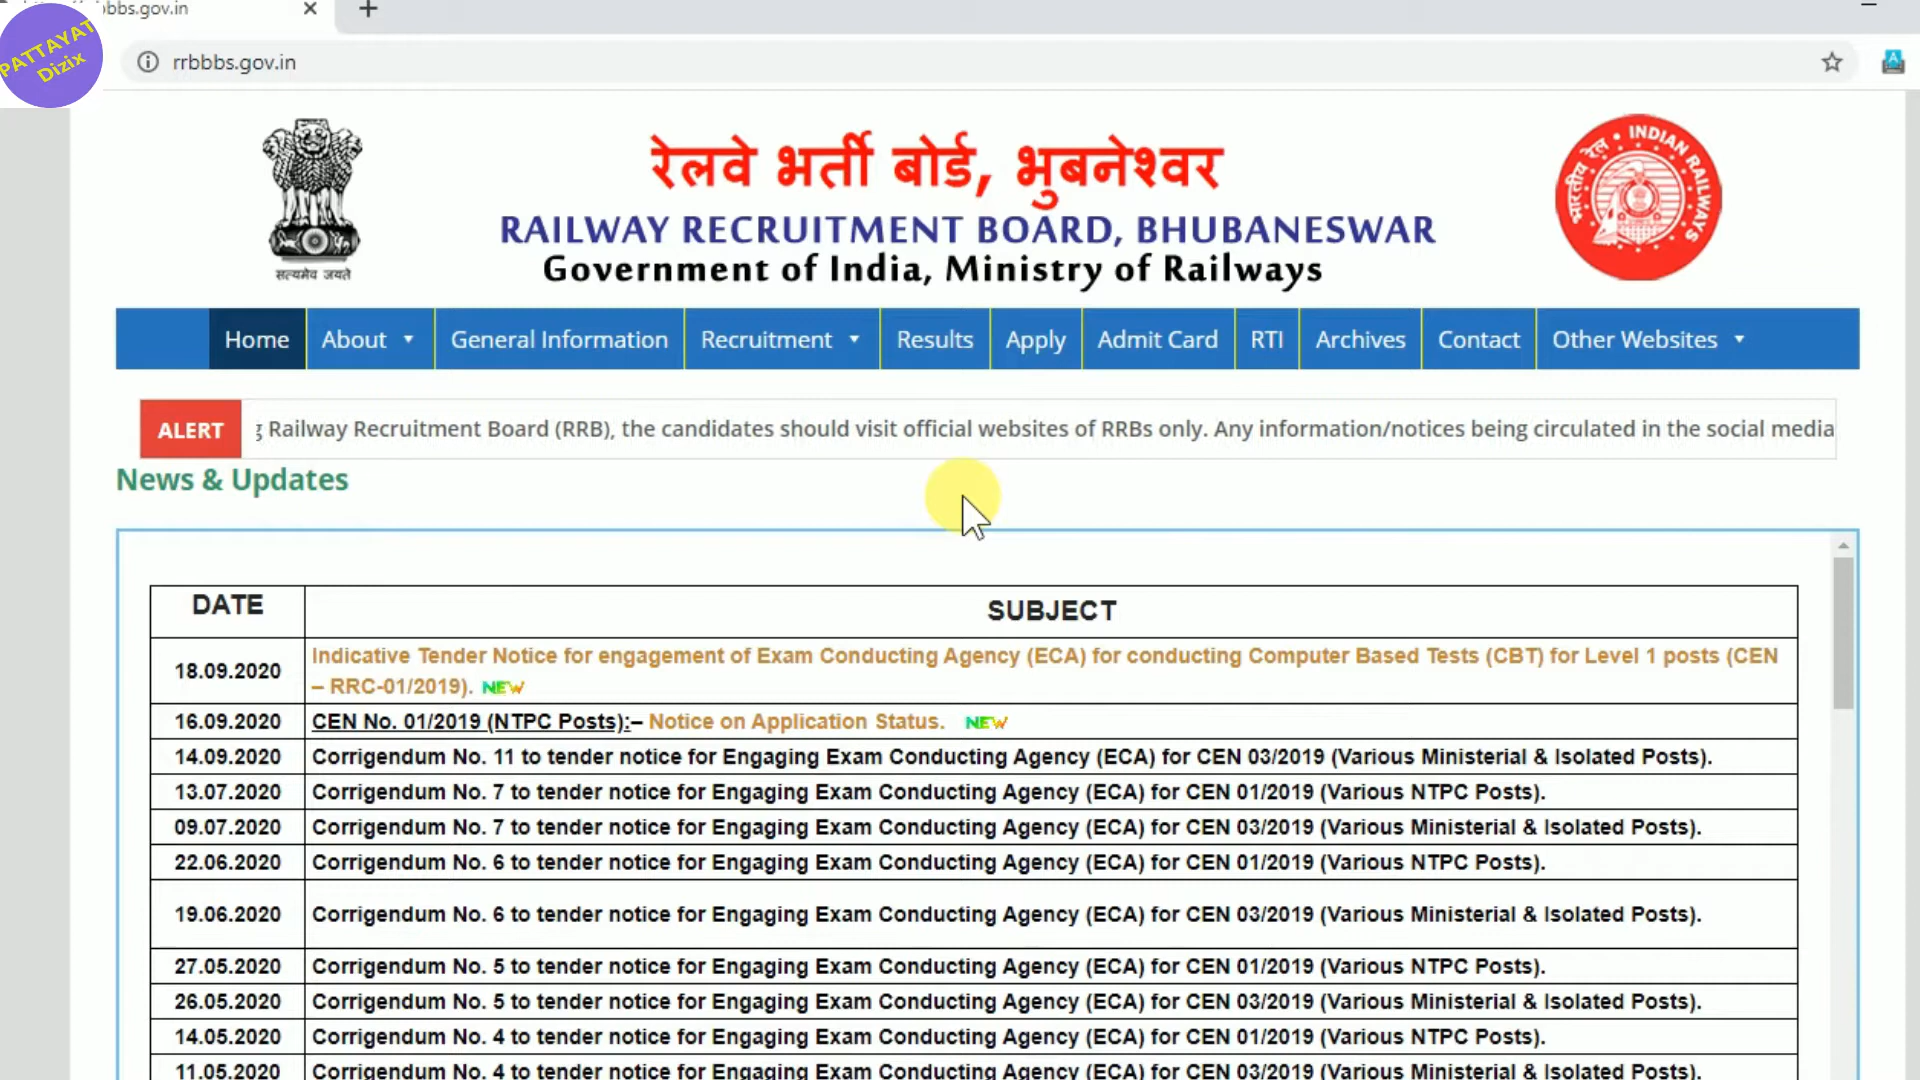 bbs.gov.in
PATTAYAT
Dizix
rrbbbs.gov.in
सत्यमेव जयते
रेलवे भर्ती बोर्ड, भुबनेश्वर
RAILWAY RECRUITMENT BOARD, BHUBANESWAR
Government of India, Ministry of Railways
भारतीय रेल • INDIAN RAILWAYS
Home About General Information Recruitment Results Apply Admit Card RTI Archives Contact Other Websites
ALERT g Railway Recruitment Board (RRB), the candidates should visit official websites of RRBs only. Any information/notices being circulated in the social media
News & Updates
DATE SUBJECT
18.09.2020 Indicative Tender Notice for engagement of Exam Conducting Agency (ECA) for conducting Computer Based Tests (CBT) for Level 1 posts (CEN
– RRC-01/2019). NEW
16.09.2020 CEN No. 01/2019 (NTPC Posts):– Notice on Application Status. NEW
14.09.2020 Corrigendum No. 11 to tender notice for Engaging Exam Conducting Agency (ECA) for CEN 03/2019 (Various Ministerial & Isolated Posts).
13.07.2020 Corrigendum No. 7 to tender notice for Engaging Exam Conducting Agency (ECA) for CEN 01/2019 (Various NTPC Posts).
09.07.2020 Corrigendum No. 7 to tender notice for Engaging Exam Conducting Agency (ECA) for CEN 03/2019 (Various Ministerial & Isolated Posts).
22.06.2020 Corrigendum No. 6 to tender notice for Engaging Exam Conducting Agency (ECA) for CEN 01/2019 (Various NTPC Posts).
19.06.2020 Corrigendum No. 6 to tender notice for Engaging Exam Conducting Agency (ECA) for CEN 03/2019 (Various Ministerial & Isolated Posts).
27.05.2020 Corrigendum No. 5 to tender notice for Engaging Exam Conducting Agency (ECA) for CEN 01/2019 (Various NTPC Posts).
26.05.2020 Corrigendum No. 5 to tender notice for Engaging Exam Conducting Agency (ECA) for CEN 03/2019 (Various Ministerial & Isolated Posts).
14.05.2020 Corrigendum No. 4 to tender notice for Engaging Exam Conducting Agency (ECA) for CEN 01/2019 (Various NTPC Posts).
11.05.2020 Corrigendum No. 4 to tender notice for Engaging Exam Conducting Agency (ECA) for CEN 03/2019 (Various Ministerial & Isolated Posts).